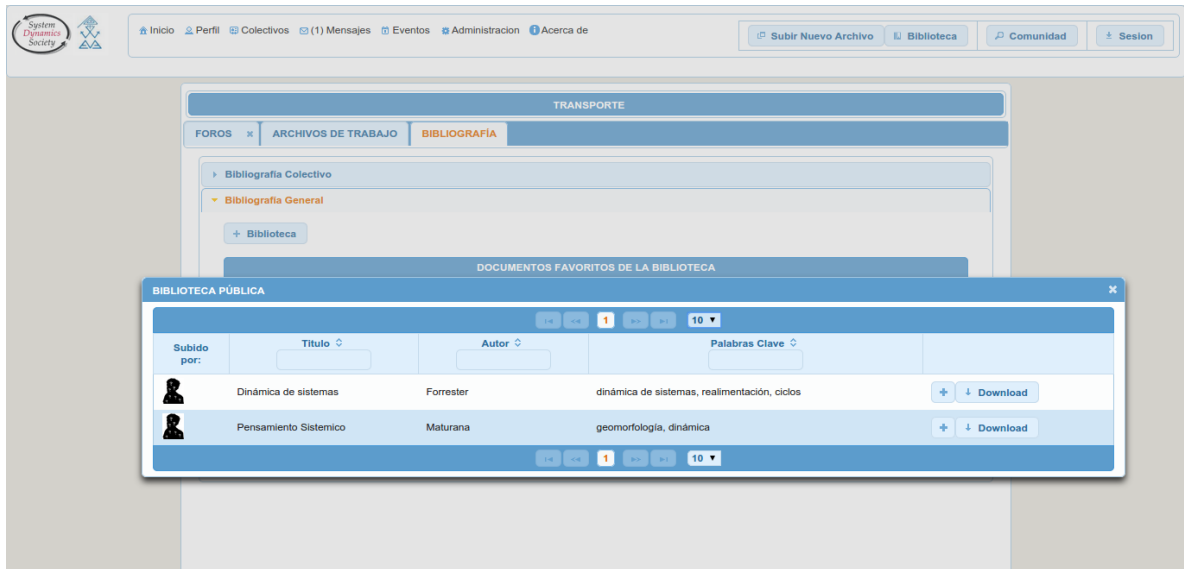 System
Dynamics
Society
Inicio Perfil Colectivos (1) Mensajes Eventos Administracion Acerca de
Subir Nuevo Archivo Biblioteca Comunidad Sesion
TRANSPORTE
FOROS ARCHIVOS DE TRABAJO BIBLIOGRAFÍA
Bibliografia Colectivo
Bibliografia General
+ Biblioteca
DOCUMENTOS FAVORITOS DE LA BIBLIOTECA
BIBLIOTECA PÚBLICA
1 10
Subido por: Titulo Autor Palabras Clave
Dinámica de sistemas Forrester dinámica de sistemas, realimentación, ciclos Download
Pensamiento Sistemico Maturana geomorfología, dinámica Download
1 10